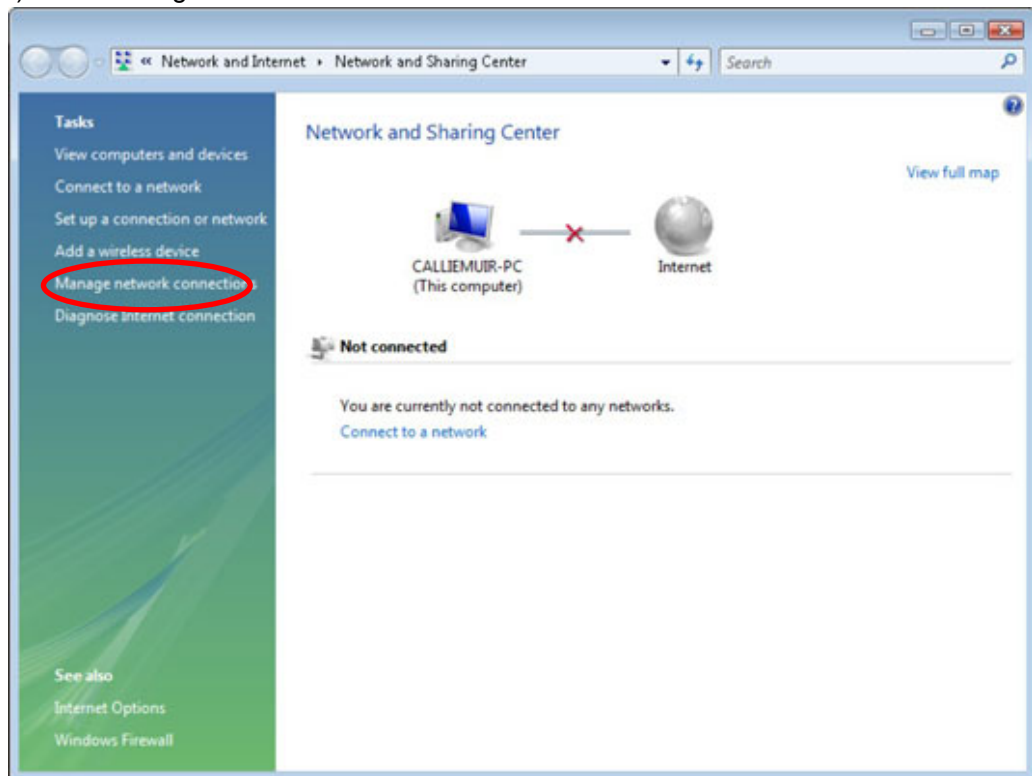 « Network and Internet ▸ Network and Sharing Center
Search
Tasks
View computers and devices
Connect to a network
Set up a connection or network
Add a wireless device
Manage network connections
Diagnose Internet connection
See also
Internet Options
Windows Firewall
Network and Sharing Center
View full map
CALLIEMUIR-PC
(This computer)
Internet
Not connected
You are currently not connected to any networks.
Connect to a network